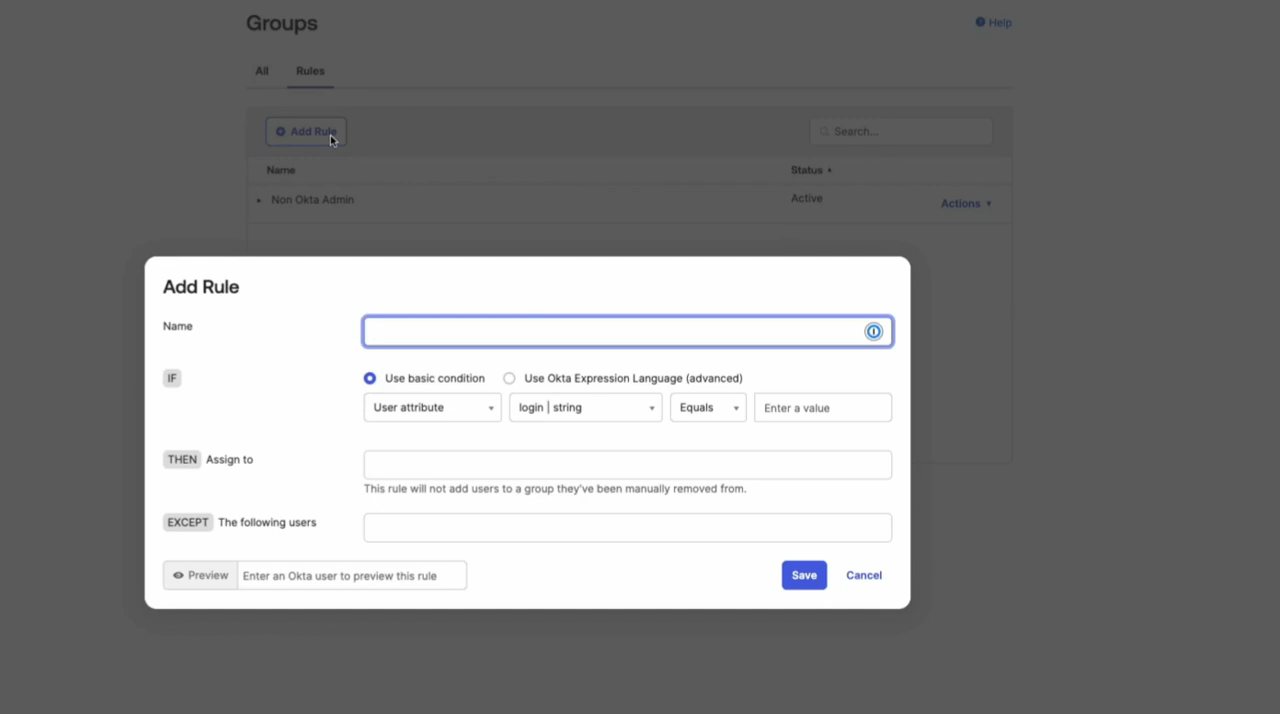 Groups
Help
All Rules
Add Rule Search...
Name Status
Non Okta Admin Active Actions
Add Rule
Name
IF Use basic condition Use Okta Expression Language (advanced)
User attribute login | string Equals Enter a value
THEN Assign to
This rule will not add users to a group they've been manually removed from.
EXCEPT The following users
Preview Enter an Okta user to preview this rule Save Cancel